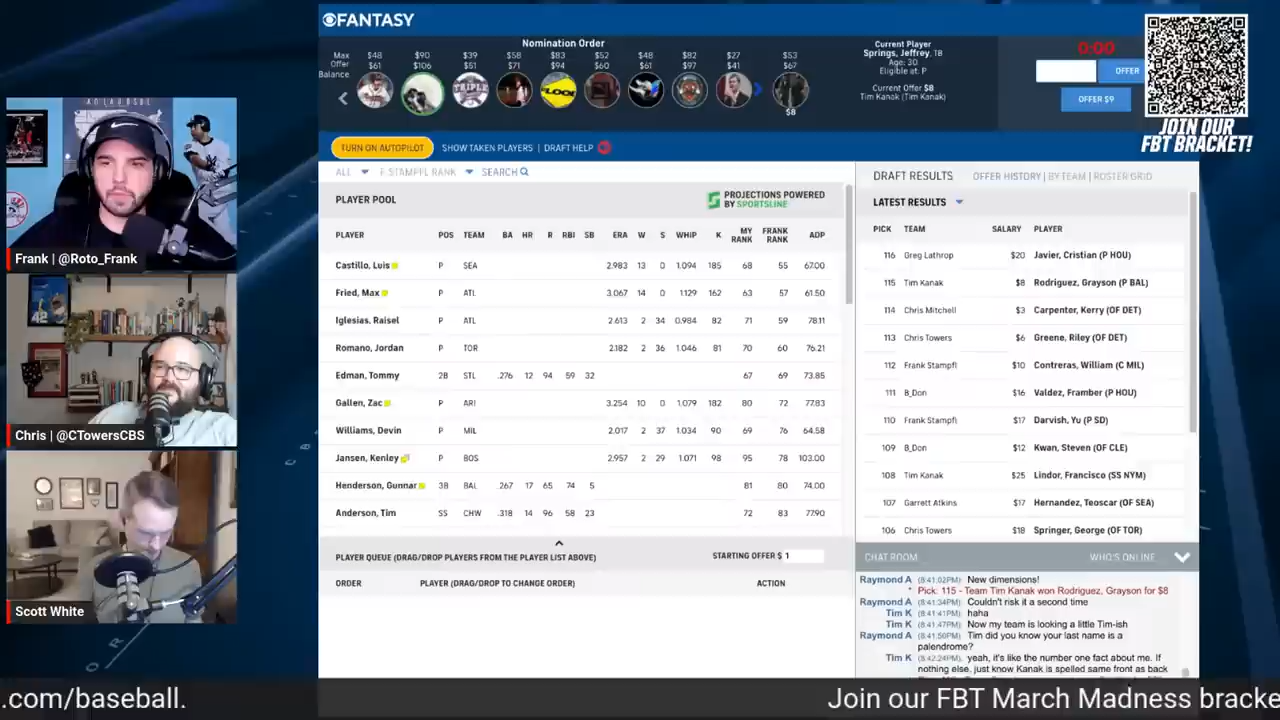 FANTASY
Nomination Order
Max Offer $48 $90 $39 $58 $83 $52 $48 $82 $27 $53
Balance $61 $106 $51 $71 $94 $60 $61 $97 $41 $67
TRIPLE
$8
Current Player
Springs, Jeffrey, TB
Age: 30
Eligible at: P
Current Offer $8
Tim Kanak (Tim Kanak)
0:00
OFFER
OFFER $9
JOIN OUR
FBT BRACKET!
TURN ON AUTOPILOT SHOW TAKEN PLAYERS | DRAFT HELP
ALL F. STAMPFL RANK SEARCH
PLAYER POOL
PROJECTIONS POWERED
BY SPORTSLINE
PLAYER POS TEAM BA HR R RBI SB ERA W S WHIP K MY RANK FRANK RANK ADP
Castillo, Luis P SEA 2.983 13 0 1.094 185 68 55 67.00
Fried, Max P ATL 3.067 14 0 1.129 162 63 57 61.50
Iglesias, Raisel P ATL 2.613 2 34 0.984 82 71 59 78.11
Romano, Jordan P TOR 2.182 2 36 1.046 81 70 60 76.21
Edman, Tommy 2B STL .276 12 94 59 32 67 69 73.85
Gallen, Zac P ARI 3.254 10 0 1.079 182 80 72 77.83
Williams, Devin P MIL 2.017 2 37 1.034 90 69 76 64.58
Jansen, Kenley P BOS 2.957 2 29 1.071 98 95 78 103.00
Henderson, Gunnar 3B BAL .267 17 65 74 5 81 80 74.00
Anderson, Tim SS CHW .318 14 96 58 23 72 83 77.90
PLAYER QUEUE (DRAG/DROP PLAYERS FROM THE PLAYER LIST ABOVE) STARTING OFFER $ 1
ORDER PLAYER (DRAG/DROP TO CHANGE ORDER) ACTION
DRAFT RESULTS OFFER HISTORY | BY TEAM | ROSTER GRID
LATEST RESULTS
PICK TEAM SALARY PLAYER
116 Greg Lathrop $20 Javier, Cristian (P HOU)
115 Tim Kanak $8 Rodriguez, Grayson (P BAL)
114 Chris Mitchell $3 Carpenter, Kerry (OF DET)
113 Chris Towers $6 Greene, Riley (OF DET)
112 Frank Stampfl $10 Contreras, William (C MIL)
111 B_Don $16 Valdez, Framber (P HOU)
110 Frank Stampfl $17 Darvish, Yu (P SD)
109 B_Don $12 Kwan, Steven (OF CLE)
108 Tim Kanak $25 Lindor, Francisco (SS NYM)
107 Garrett Atkins $17 Hernandez, Teoscar (OF SEA)
106 Chris Towers $18 Springer, George (OF TOR)
CHAT ROOM WHO'S ONLINE
Raymond A (8:41:02PM): New dimensions!
* Pick: 115 - Team Tim Kanak won Rodriguez, Grayson for $8
Raymond A (8:41:34PM): Couldn't risk it a second time
Tim K (8:41:41PM): haha
Tim K (8:41:47PM): Now my team is looking a little Tim-ish
Raymond A (8:41:50PM): Tim did you know your last name is a
palendrome?
Tim K (8:42:24PM): yeah, it's like the number one fact about me. If
nothing else, just know Kanak is spelled same front as back
Frank | @Roto_Frank
Chris | @CTowersCBS
Scott White
.com/baseball.
Join our FBT March Madness bracke